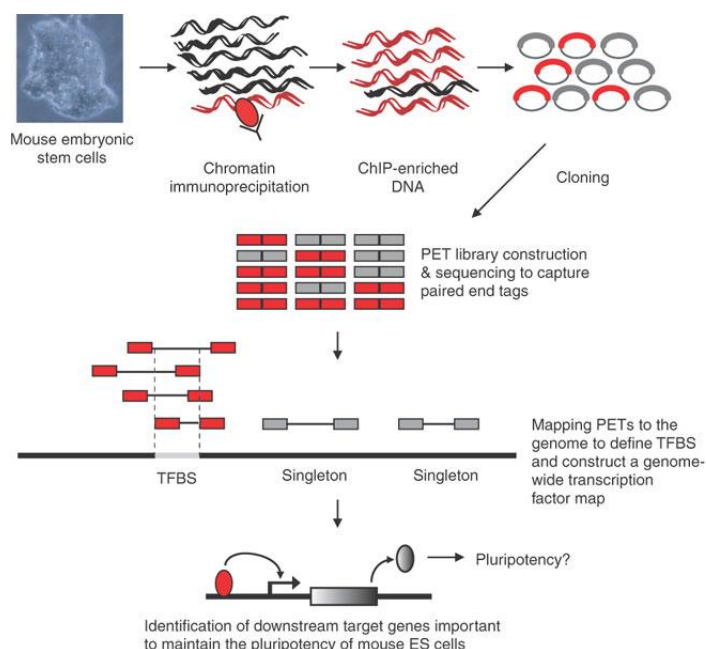 Mouse embryonic
stem cells
Chromatin
immunoprecipitation
ChIP-enriched
DNA
Cloning
PET library construction
& sequencing to capture
paired end tags
Mapping PETs to the
genome to define TFBS
and construct a genome-
wide transcription
factor map
TFBS
Singleton
Singleton
Pluripotency?
Identification of downstream target genes important
to maintain the pluripotency of mouse ES cells